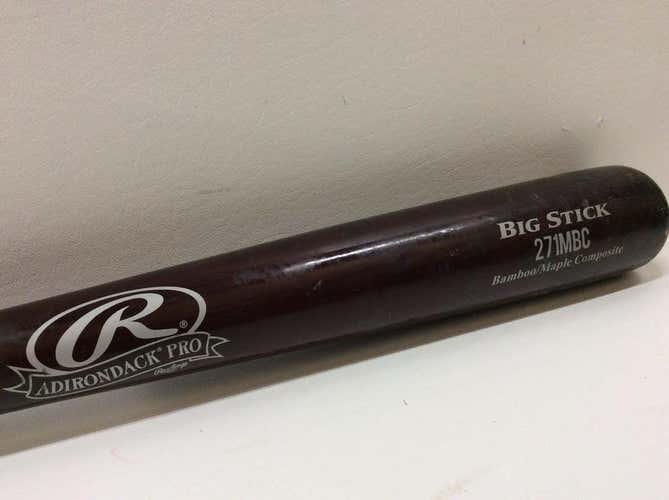 R®
ADIRONDACK® PRO
BIG STICK
271MBC
Bamboo/Maple Composite